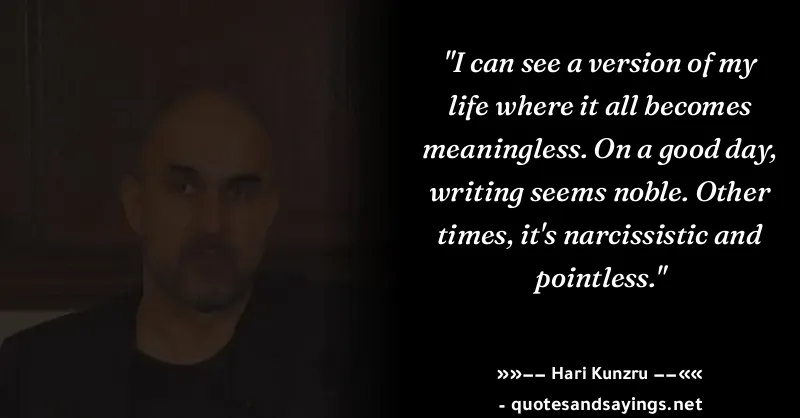 "I can see a version of my
life where it all becomes
meaningless. On a good day,
writing seems noble. Other
times, it's narcissistic and
pointless."
»»−− Hari Kunzru −−««
- quotesandsayings.net